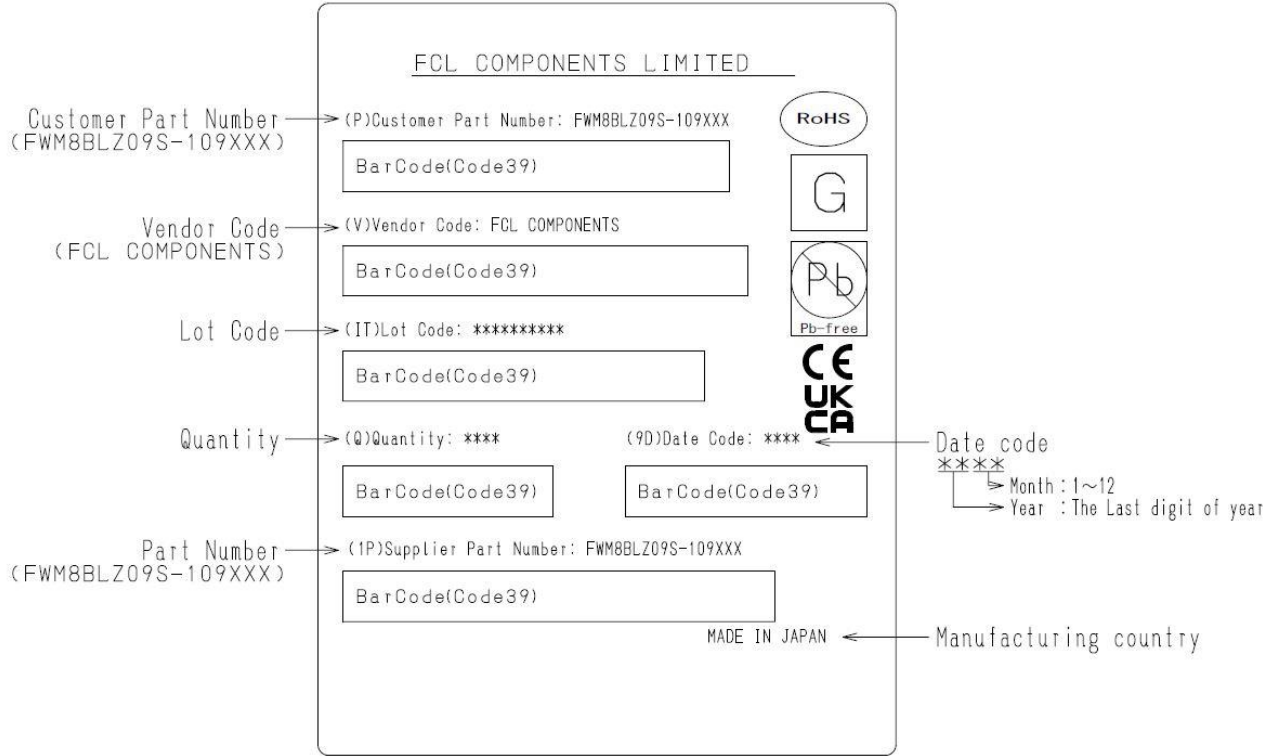 FCL COMPONENTS LIMITED
Customer Part Number
(FWM8BLZ09S-109XXX)
(P)Customer Part Number: FWM8BLZ09S-109XXX
BarCode(Code39)
RoHS
G
Vendor Code
(FCL COMPONENTS)
(V)Vendor Code: FCL COMPONENTS
BarCode(Code39)
Pb
Pb-free
Lot Code
(IT)Lot Code: **********
BarCode(Code39)
CE
UK
CA
Quantity
(Q)Quantity: ****
BarCode(Code39)
(9D)Date Code: ****
BarCode(Code39)
Date code
****
Month :1~12
Year :The Last digit of year
Part Number
(FWM8BLZ09S-109XXX)
(1P)Supplier Part Number: FWM8BLZ09S-109XXX
BarCode(Code39)
MADE IN JAPAN
Manufacturing country